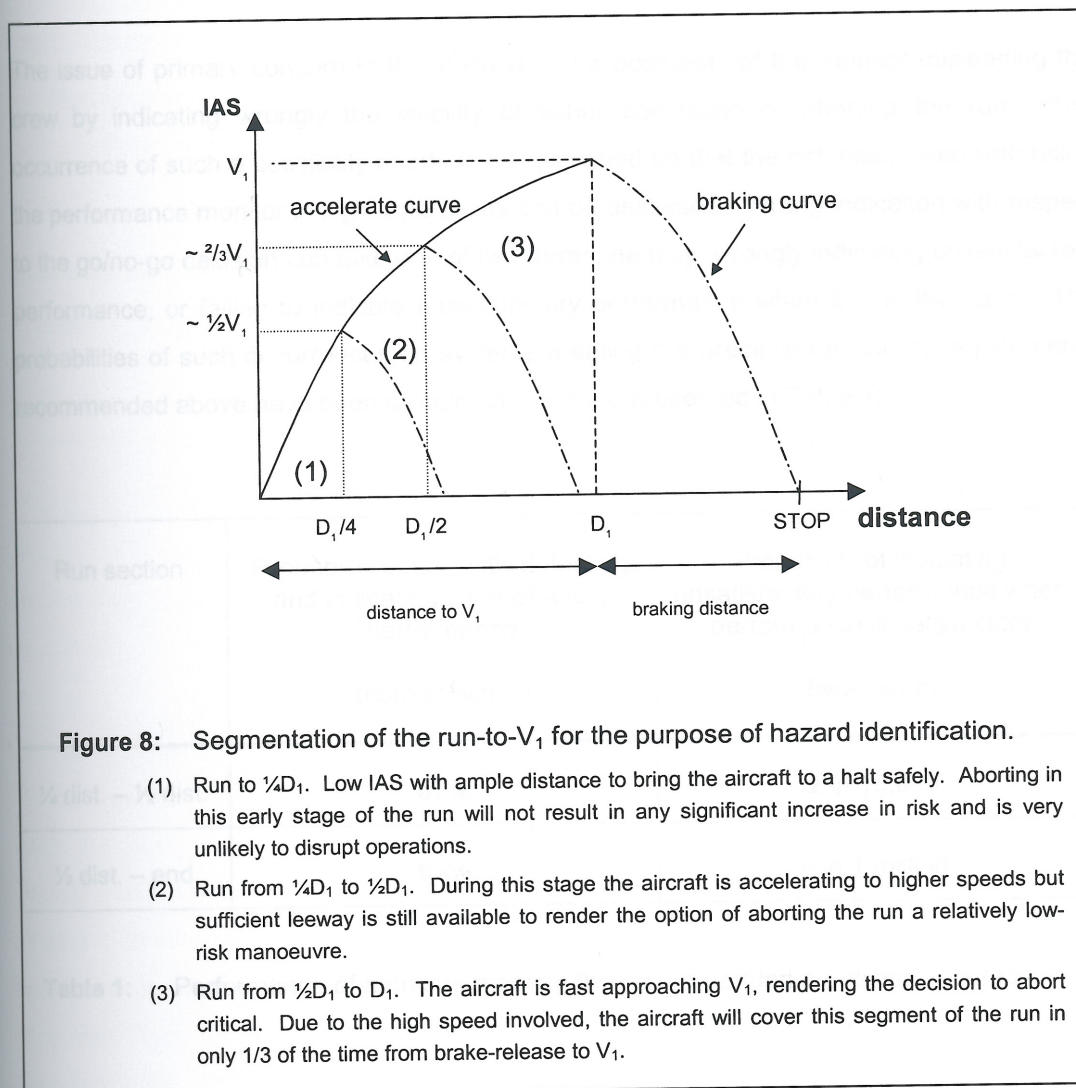 IAS
V₁
accelerate curve
braking curve
(3)
~ ²/₃V₁
~ ½V₁
(2)
(1)
D₁/4
D₁/2
D₁
STOP
distance
distance to V₁
braking distance
Figure 8: Segmentation of the run-to-V₁ for the purpose of hazard identification.
(1) Run to ¼D₁. Low IAS with ample distance to bring the aircraft to a halt safely. Aborting in
this early stage of the run will not result in any significant increase in risk and is very
unlikely to disrupt operations.
(2) Run from ¼D₁ to ½D₁. During this stage the aircraft is accelerating to higher speeds but
sufficient leeway is still available to render the option of aborting the run a relatively low-
risk manoeuvre.
(3) Run from ½D₁ to D₁. The aircraft is fast approaching V₁, rendering the decision to abort
critical. Due to the high speed involved, the aircraft will cover this segment of the run in
only 1/3 of the time from brake-release to V₁.